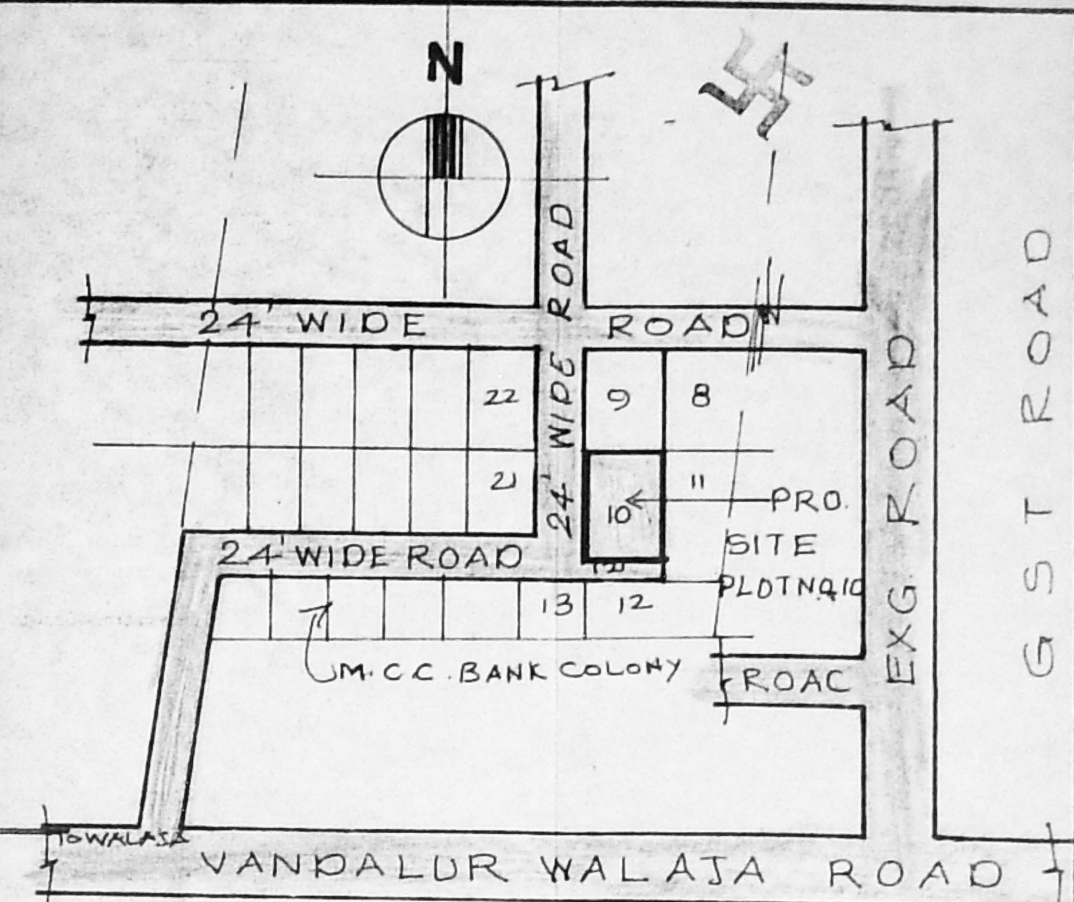 N
24' WIDE ROAD
24' WIDE ROAD
22
9
8
21
10
11
PRO.
SITE
PLOT NO.10
24' WIDE ROAD
13
12
M.C.C. BANK COLONY
ROAC
EXG ROAD
GST ROAD
TO WALAJA
VANDALUR WALAJA ROAD